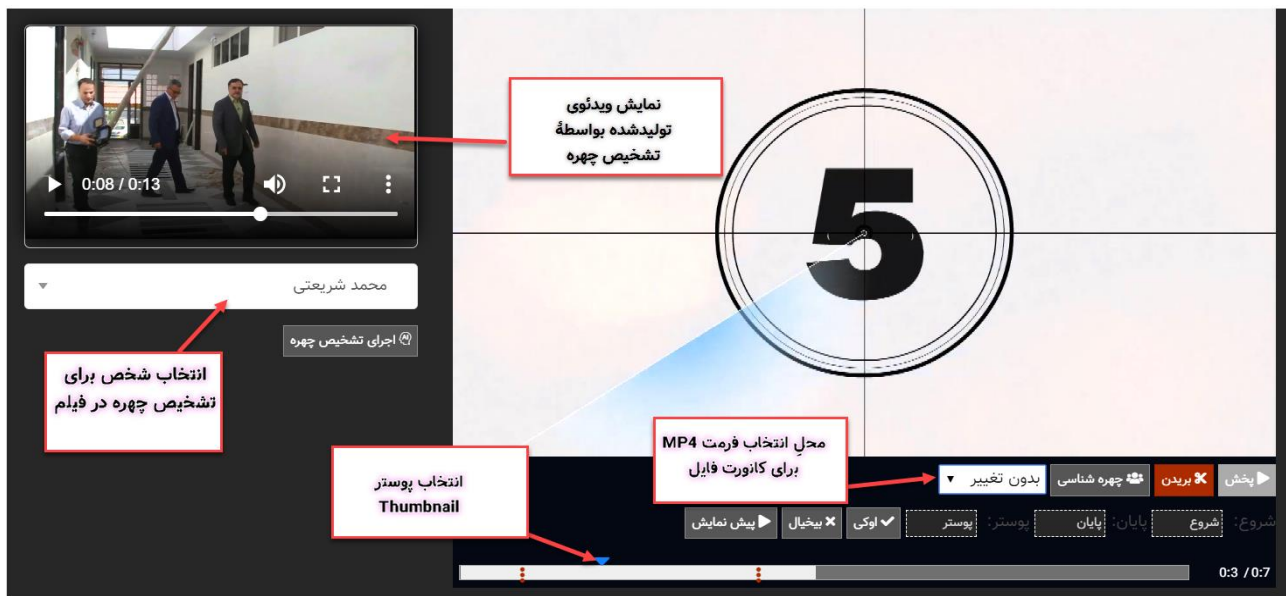 0:08 / 0:13
محمد شریعتی
اجرای تشخیص چهره
انتخاب شخص برای
تشخیص چهره در فیلم
نمایش ویدئوی
تولیدشده بواسطهٔ
تشخیص چهره
5
محلِ انتخاب فرمت MP4
برای کانورت فایل
انتخاب پوستر
Thumbnail
پخش
بریدن
چهره شناسی
بدون تغییر
شروع:
شروع
پایان:
پایان
پوستر:
پوستر
اوکی
بیخیال
پیش نمایش
0:3 / 0:7